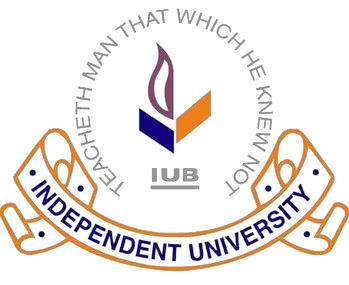 TEACHETH MAN THAT WHICH HE KNEW NOT
IUB
· INDEPENDENT UNIVERSITY ·